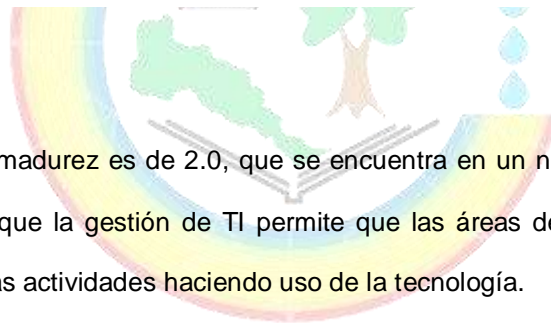 madurez es de 2.0, que se encuentra en un n
que la gestión de TI permite que las áreas de
as actividades haciendo uso de la tecnología.